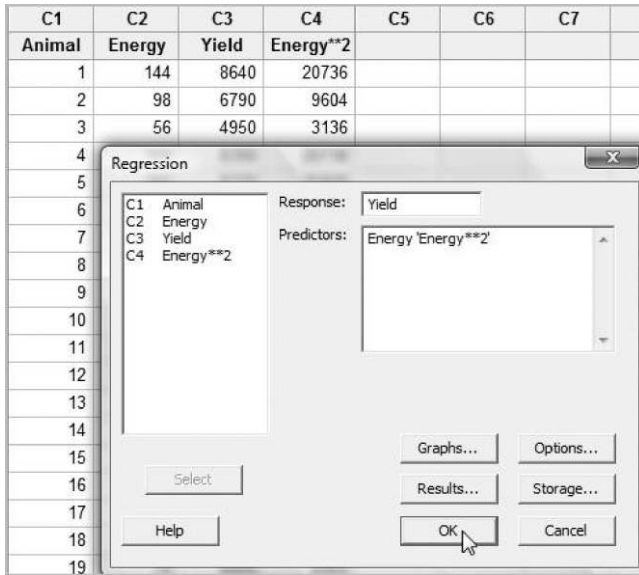 C1 C2 C3 C4 C5 C6 C7
Animal Energy Yield Energy**2
1 144 8640 20736
2 98 6790 9604
3 56 4950 3136
4
5
6
7
8
9
10
11
12
13
14
15
16
17
18
19
Regression
C1 Animal
C2 Energy
C3 Yield
C4 Energy**2
Response: Yield
Predictors: Energy 'Energy**2'
Graphs... Options...
Select
Results... Storage...
Help OK Cancel